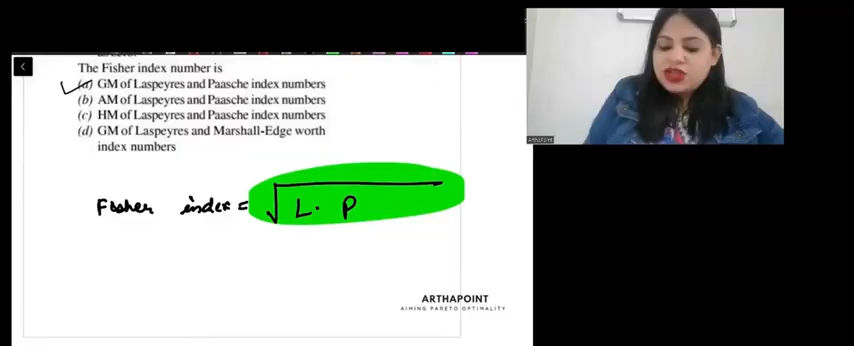 The Fisher index number is
(a) GM of Laspeyres and Paasche index numbers
(b) AM of Laspeyres and Paasche index numbers
(c) HM of Laspeyres and Paasche index numbers
(d) GM of Laspeyres and Marshall-Edge worth
index numbers
Fisher index = √L. P
ARTHAPOINT
AIMING PARETO OPTIMALITY
ArthaPoint